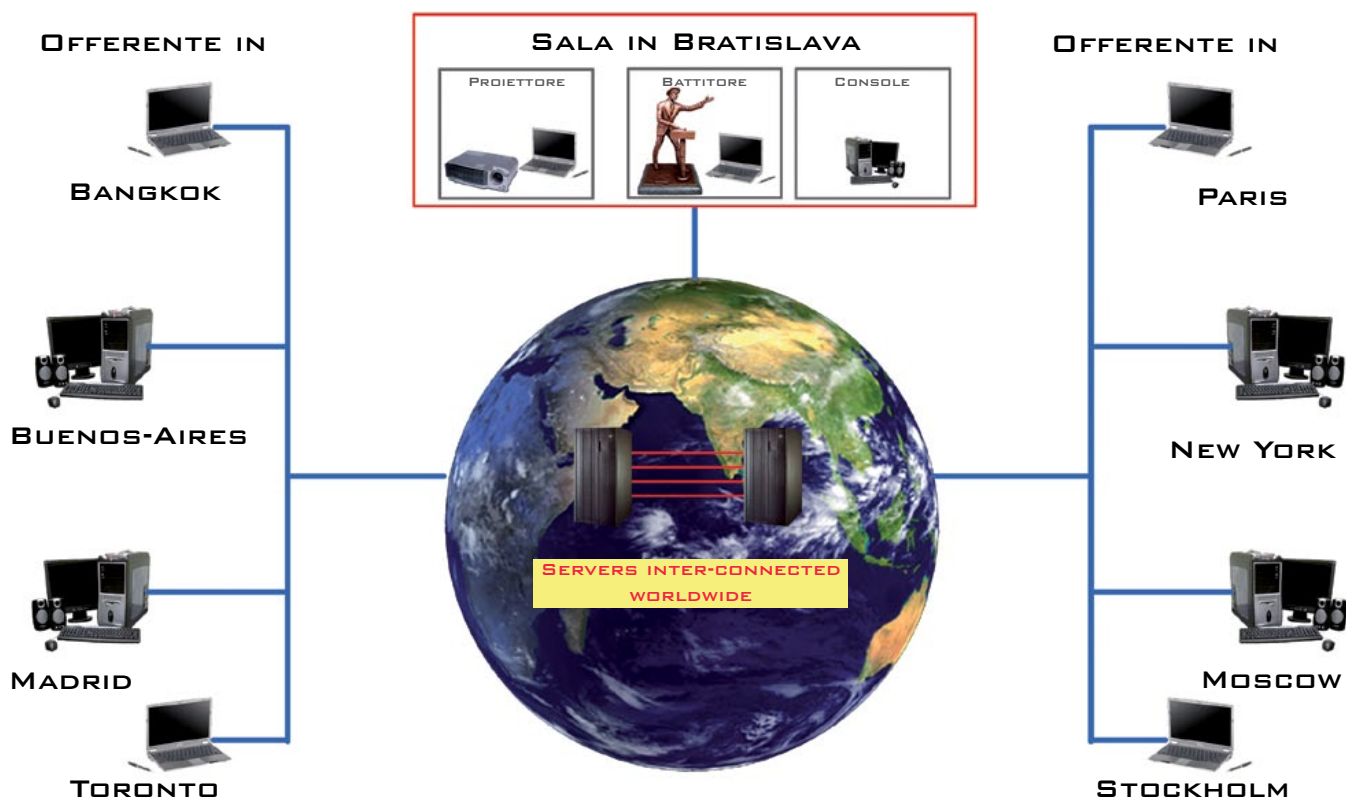 Offerente in
Sala in Bratislava
Offerente in
Proiettore
Battitore
Console
Bangkok
Paris
Buenos-Aires
New York
Servers inter-connected
worldwide
Madrid
Moscow
Toronto
Stockholm